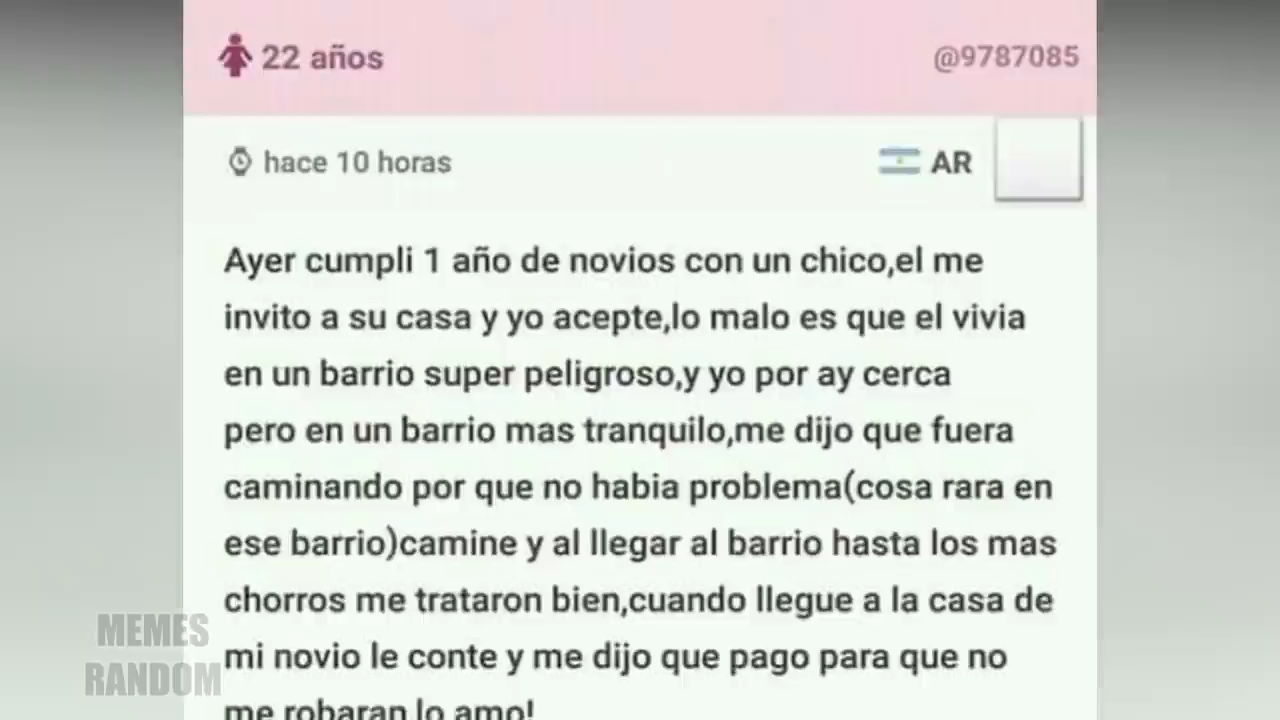 22 años
@9787085
hace 10 horas
AR
Ayer cumpli 1 año de novios con un chico,el me
invito a su casa y yo acepte,lo malo es que el vivia
en un barrio super peligroso,y yo por ay cerca
pero en un barrio mas tranquilo,me dijo que fuera
caminando por que no habia problema(cosa rara en
ese barrio)camine y al llegar al barrio hasta los mas
chorros me trataron bien,cuando llegue a la casa de
mi novio le conte y me dijo que pago para que no
me robaran,lo amo!
MEMES
RANDOM